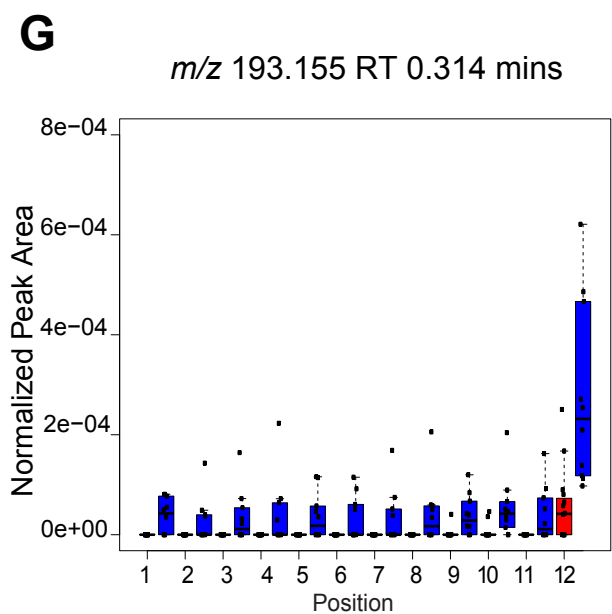 G
m/z 193.155 RT 0.314 mins
Normalized Peak Area
8e−04
6e−04
4e−04
2e−04
0e+00
1 2 3 4 5 6 7 8 9 10 11 12
Position